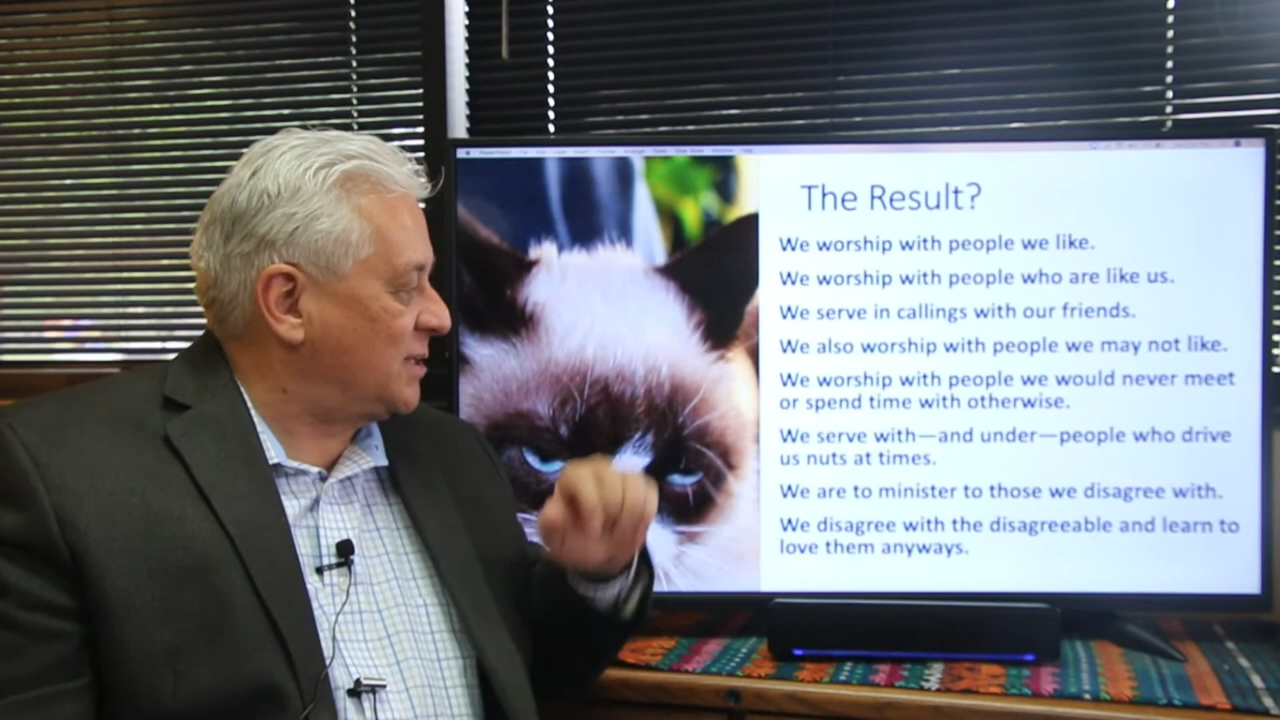 The Result?
We worship with people we like.
We worship with people who are like us.
We serve in callings with our friends.
We also worship with people we may not like.
We worship with people we would never meet
or spend time with otherwise.
We serve with—and under—people who drive
us nuts at times.
We are to minister to those we disagree with.
We disagree with the disagreeable and learn to
love them anyways.